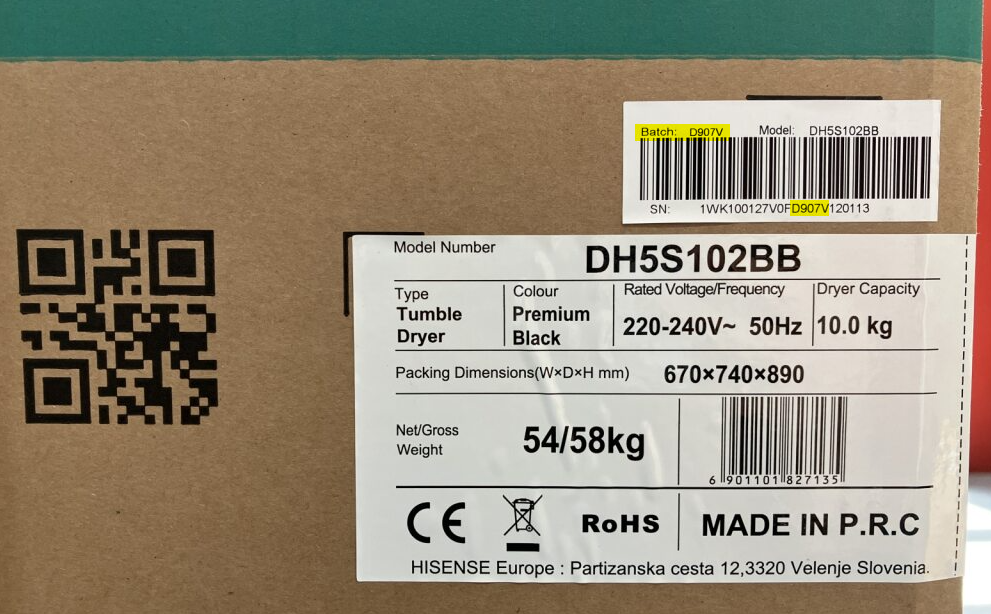 Batch: D907V Model: DH5S102BB
SN: 1WK100127V0FD907V120113
Model Number DH5S102BB
Type Colour Rated Voltage/Frequency Dryer Capacity
Tumble Dryer Premium Black 220-240V~ 50Hz 10.0 kg
Packing Dimensions(W×D×H mm) 670×740×890
Net/Gross Weight 54/58kg
6 901101 827135
CE RoHS MADE IN P.R.C
HISENSE Europe : Partizanska cesta 12,3320 Velenje Slovenia.